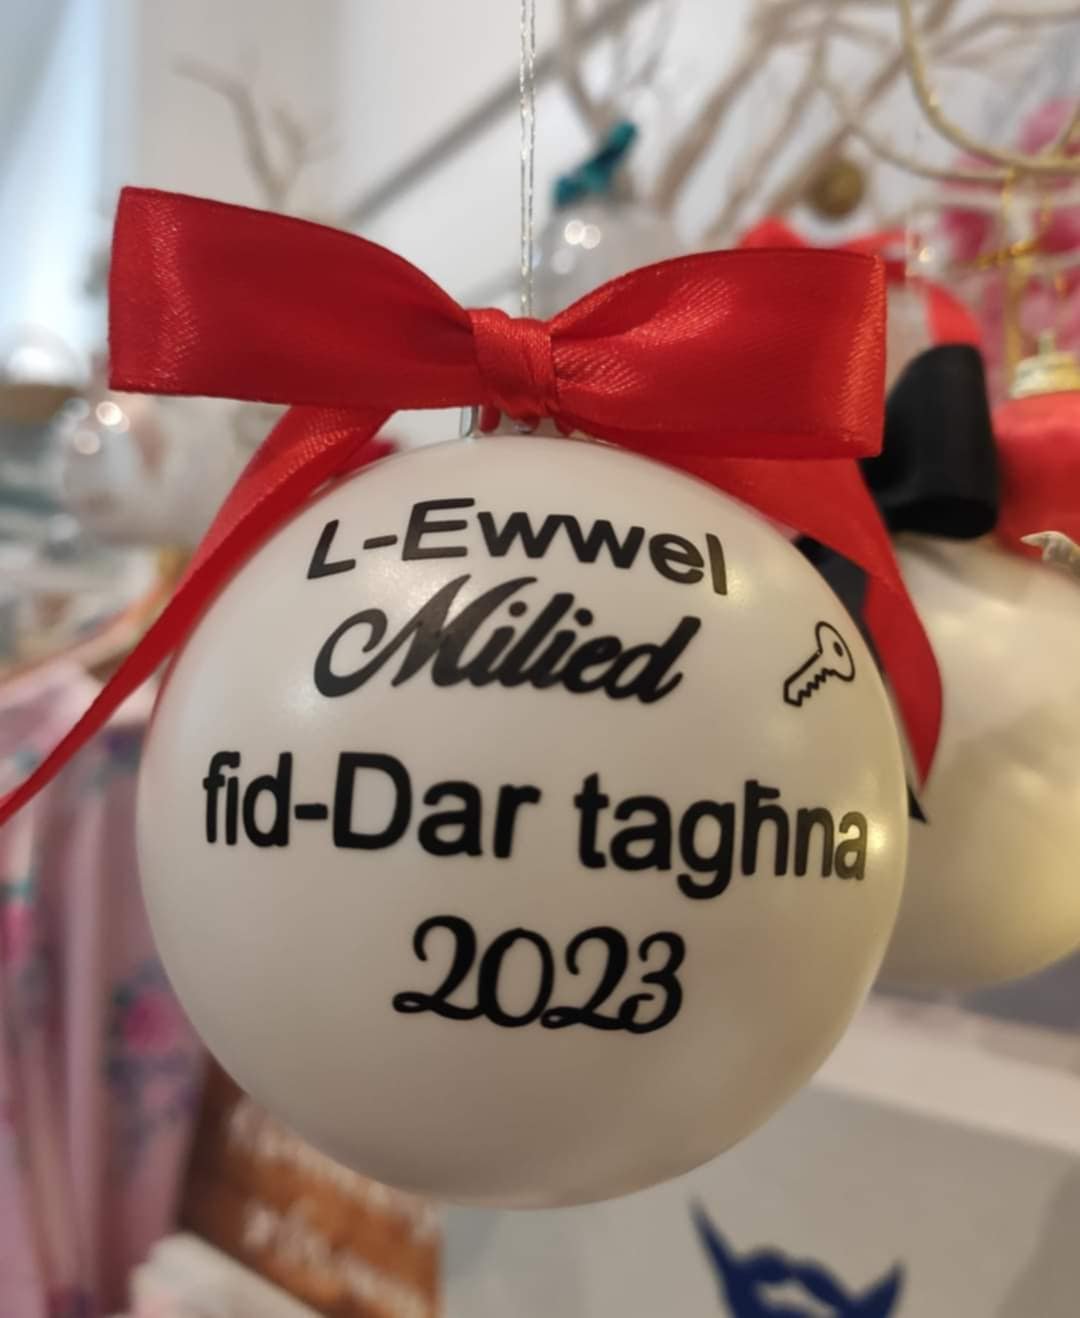 L-Ewwel
Milied
fid-Dar tagħna
2023